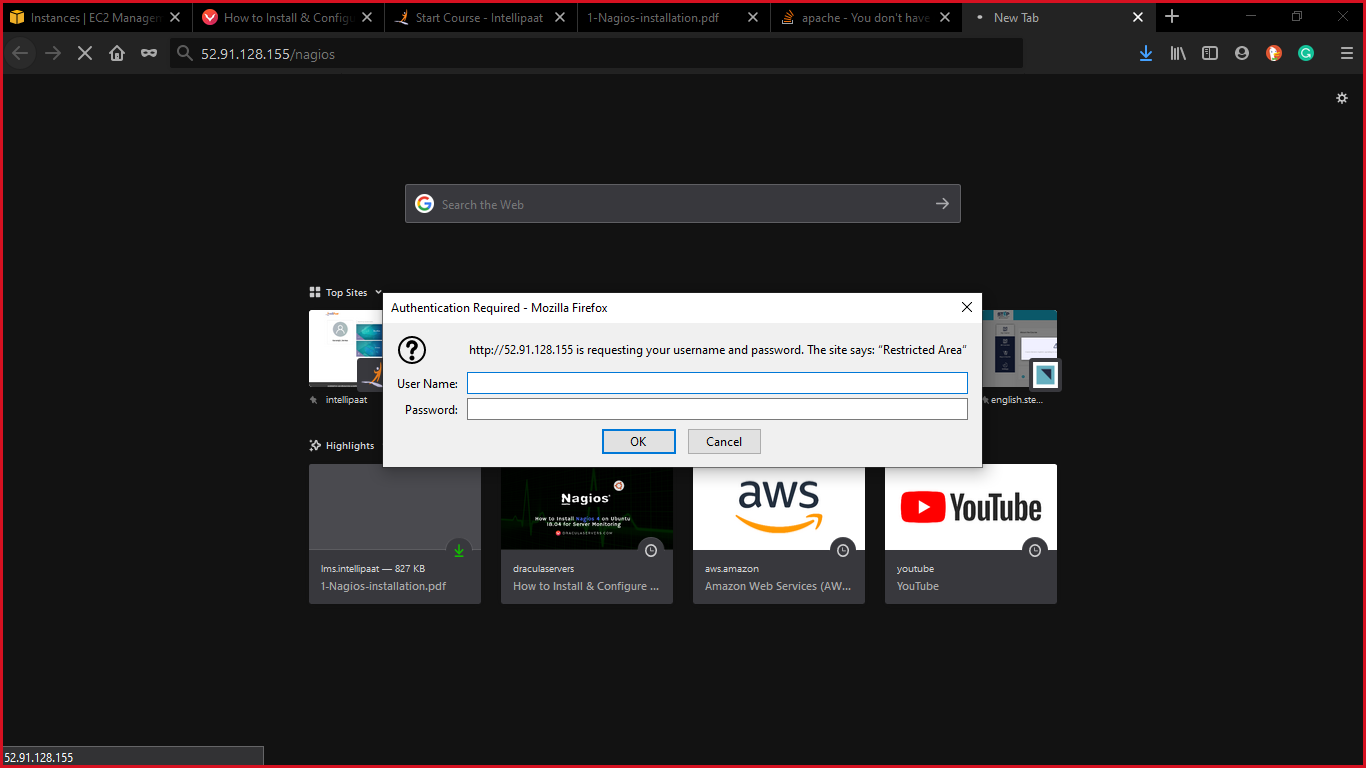 Instances | EC2 Managem
How to Install & Configu
Start Course - Intellipaat
1-Nagios-installation.pdf
apache - You don't have
New Tab
52.91.128.155/nagios
Search the Web
Top Sites
Authentication Required - Mozilla Firefox
http://52.91.128.155 is requesting your username and password. The site says: “Restricted Area”
User Name:
Password:
OK
Cancel
intellipaat
english.ste...
Highlights
Nagios®
How to Install Nagios 4 on Ubuntu
18.04 for Server Monitoring
DRACULASERVERS.COM
aws
YouTube
lms.intellipaat — 827 KB
1-Nagios-installation.pdf
draculaservers
How to Install & Configure ...
aws.amazon
Amazon Web Services (AW...
youtube
YouTube
52.91.128.155